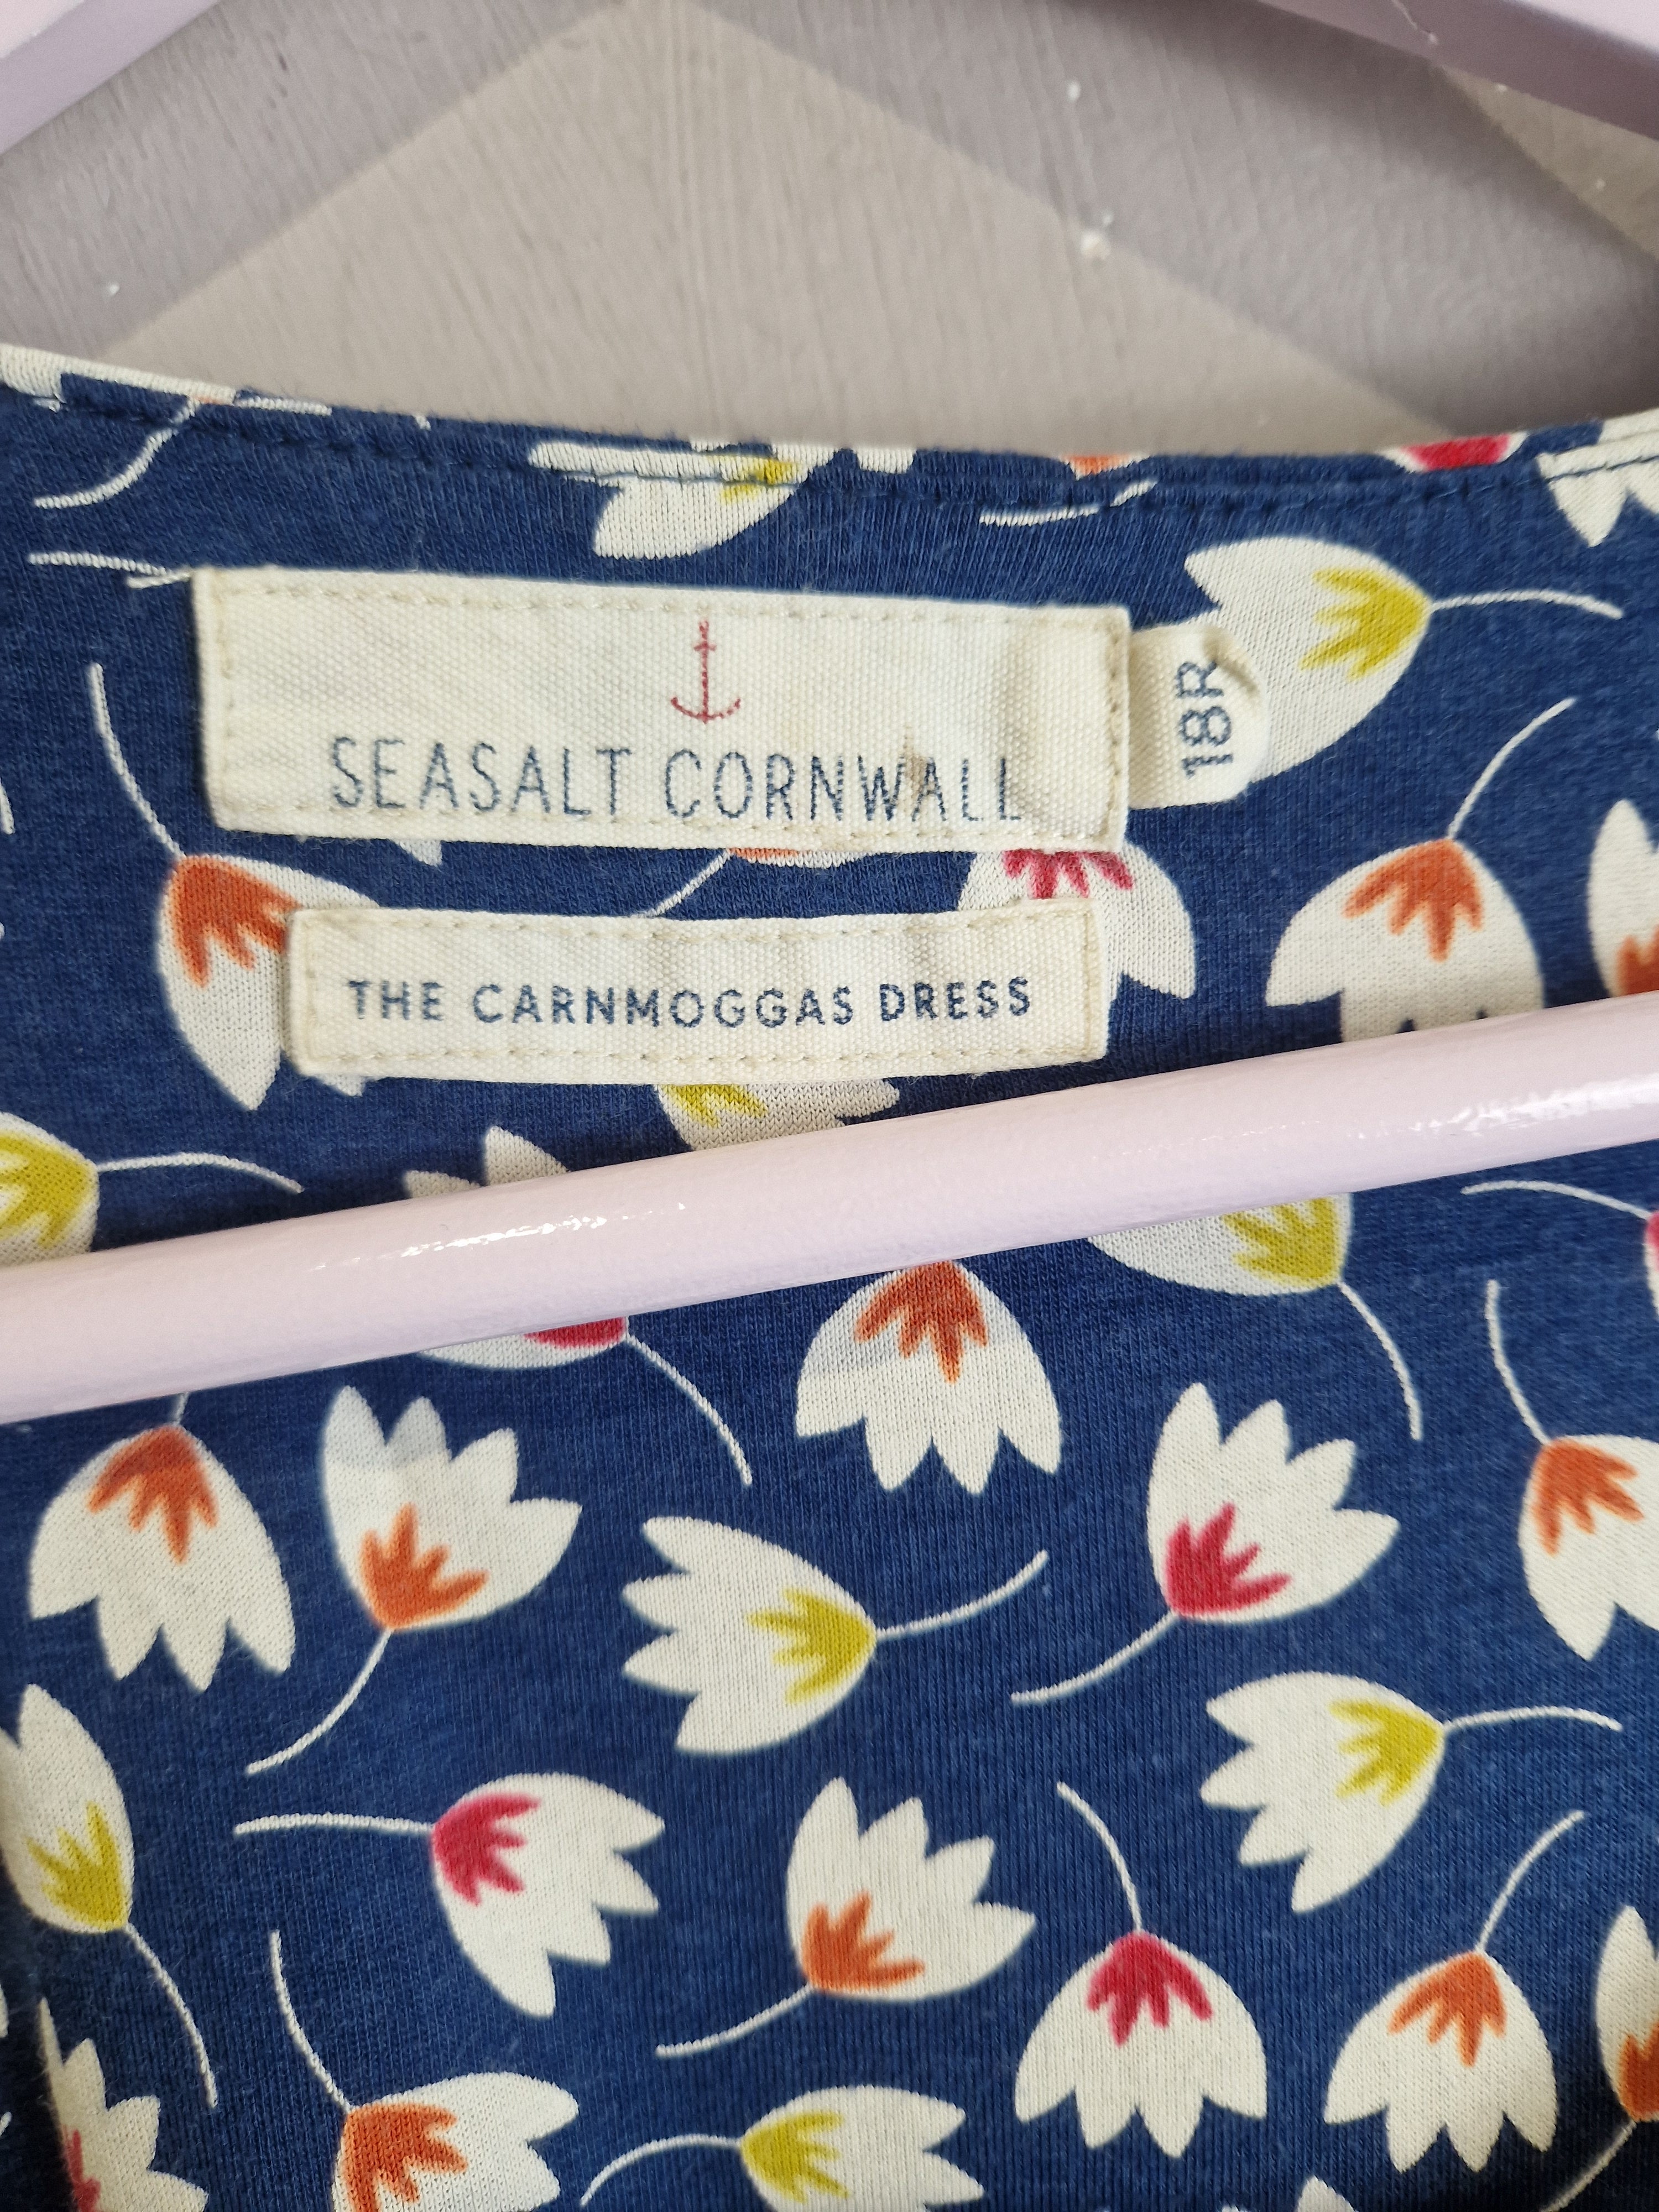 SEASALT CORNWALL
18R
THE CARNMOGGAS DRESS